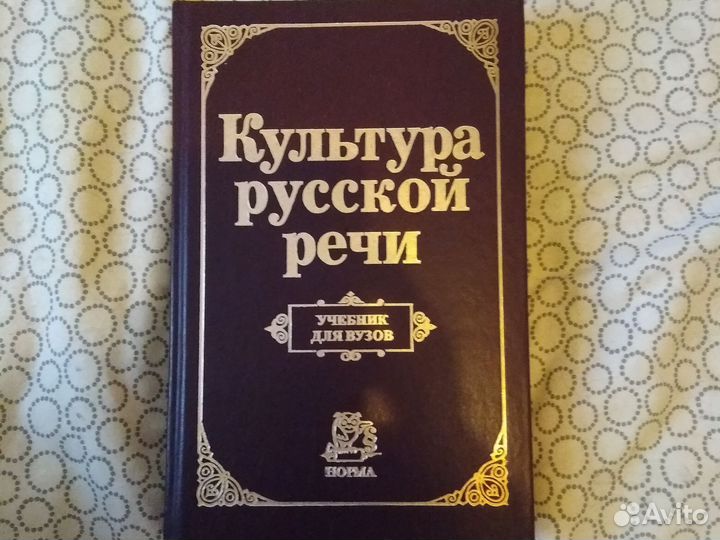 Культура
русской
речи
УЧЕБНИК
ДЛЯ ВУЗОВ
НОРМА
Avito